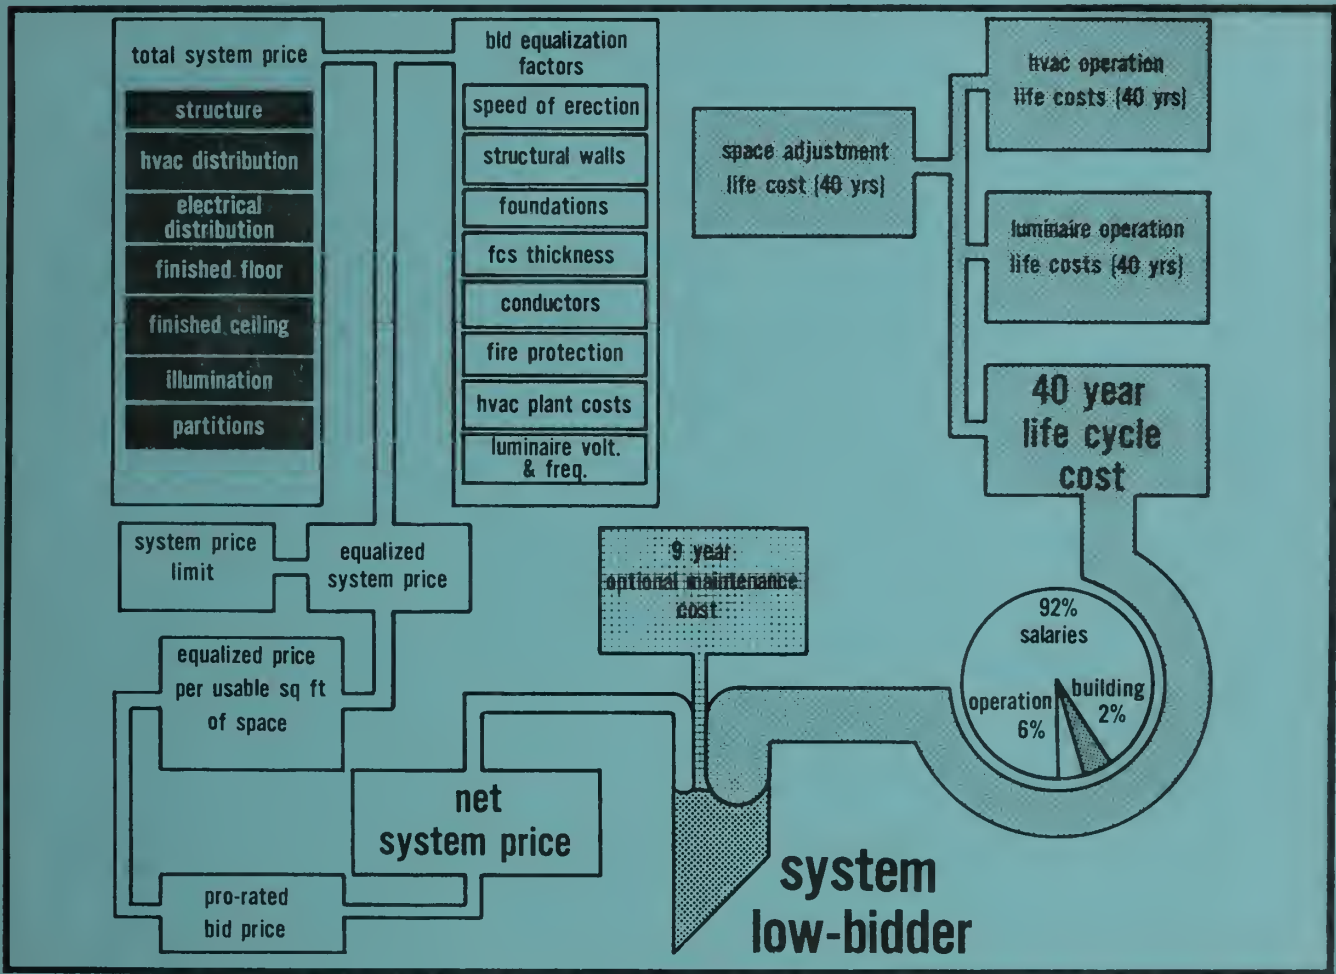 total system price
structure
hvac distribution
electrical
distribution
finished floor
finished ceiling
illumination
partitions
bid equalization
factors
speed of erection
structural walls
foundations
fcs thickness
conductors
fire protection
hvac plant costs
luminaire volt.
& freq.
space adjustment
life cost (40 yrs)
hvac operation
life costs (40 yrs)
luminaire operation
life costs (40 yrs)
40 year
life cycle
cost
system price
limit
equalized
system price
9 year
optional maintenance
cost
92%
salaries
operation
6%
building
2%
equalized price
per usable sq ft
of space
net
system price
pro-rated
bid price
system
low-bidder